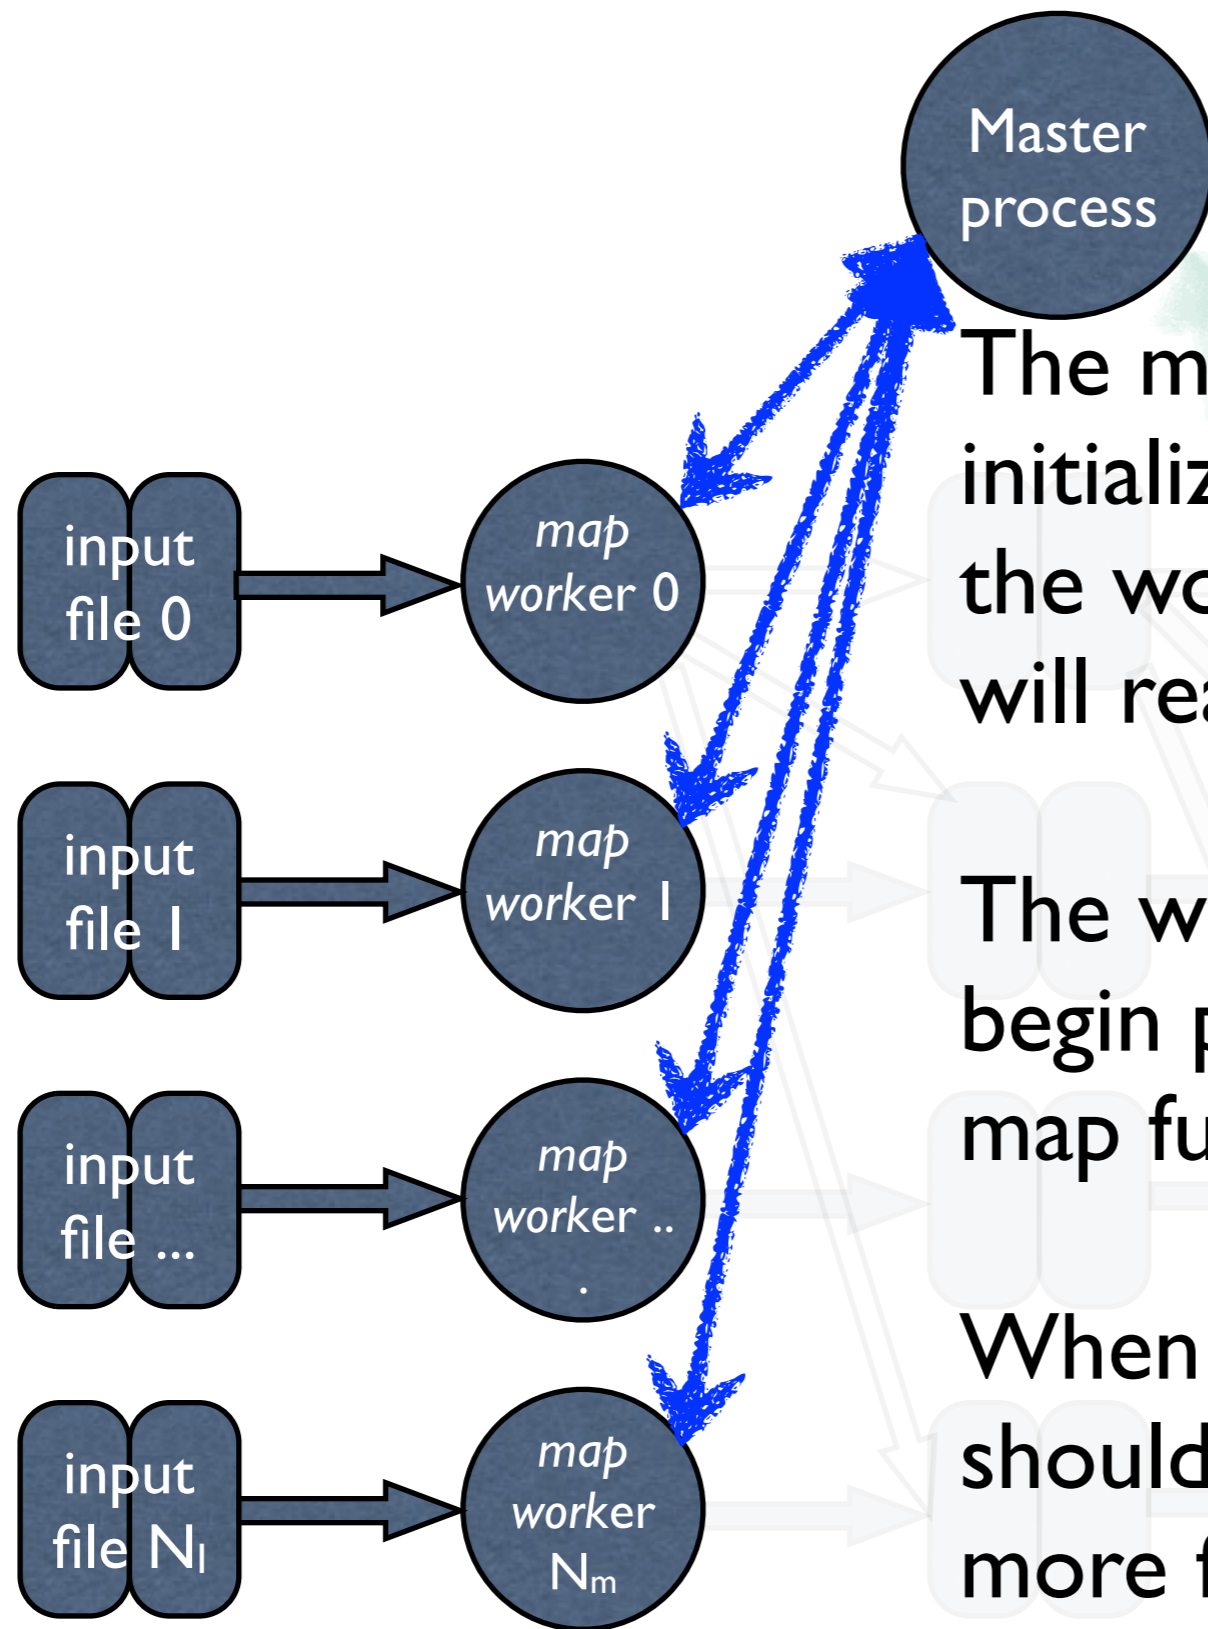 Master
process
The m
initializ
the wo
will rea
input
file 0
map
worker 0
input
file 1
map
worker 1
The w
begin p
map fu
input
file ...
map
worker ..
.
When
should
more f
input
file N
map
worker
Nm